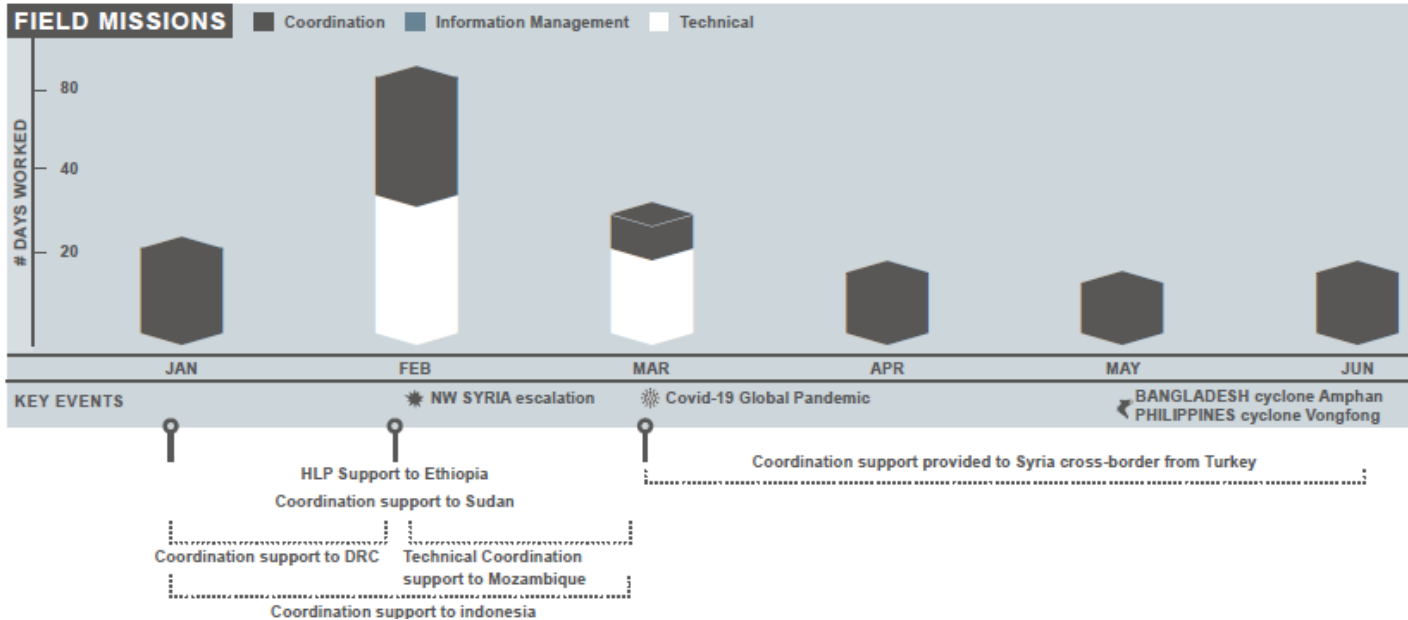 FIELD MISSIONS
Coordination
Information Management
Technical
# DAYS WORKED
80
40
20
JAN
FEB
MAR
APR
MAY
JUN
KEY EVENTS
NW SYRIA escalation
Covid-19 Global Pandemic
BANGLADESH cyclone Amphan
PHILIPPINES cyclone Vongfong
HLP Support to Ethiopia
Coordination support to Sudan
Coordination support provided to Syria cross-border from Turkey
Coordination support to DRC
Technical Coordination
support to Mozambique
Coordination support to indonesia